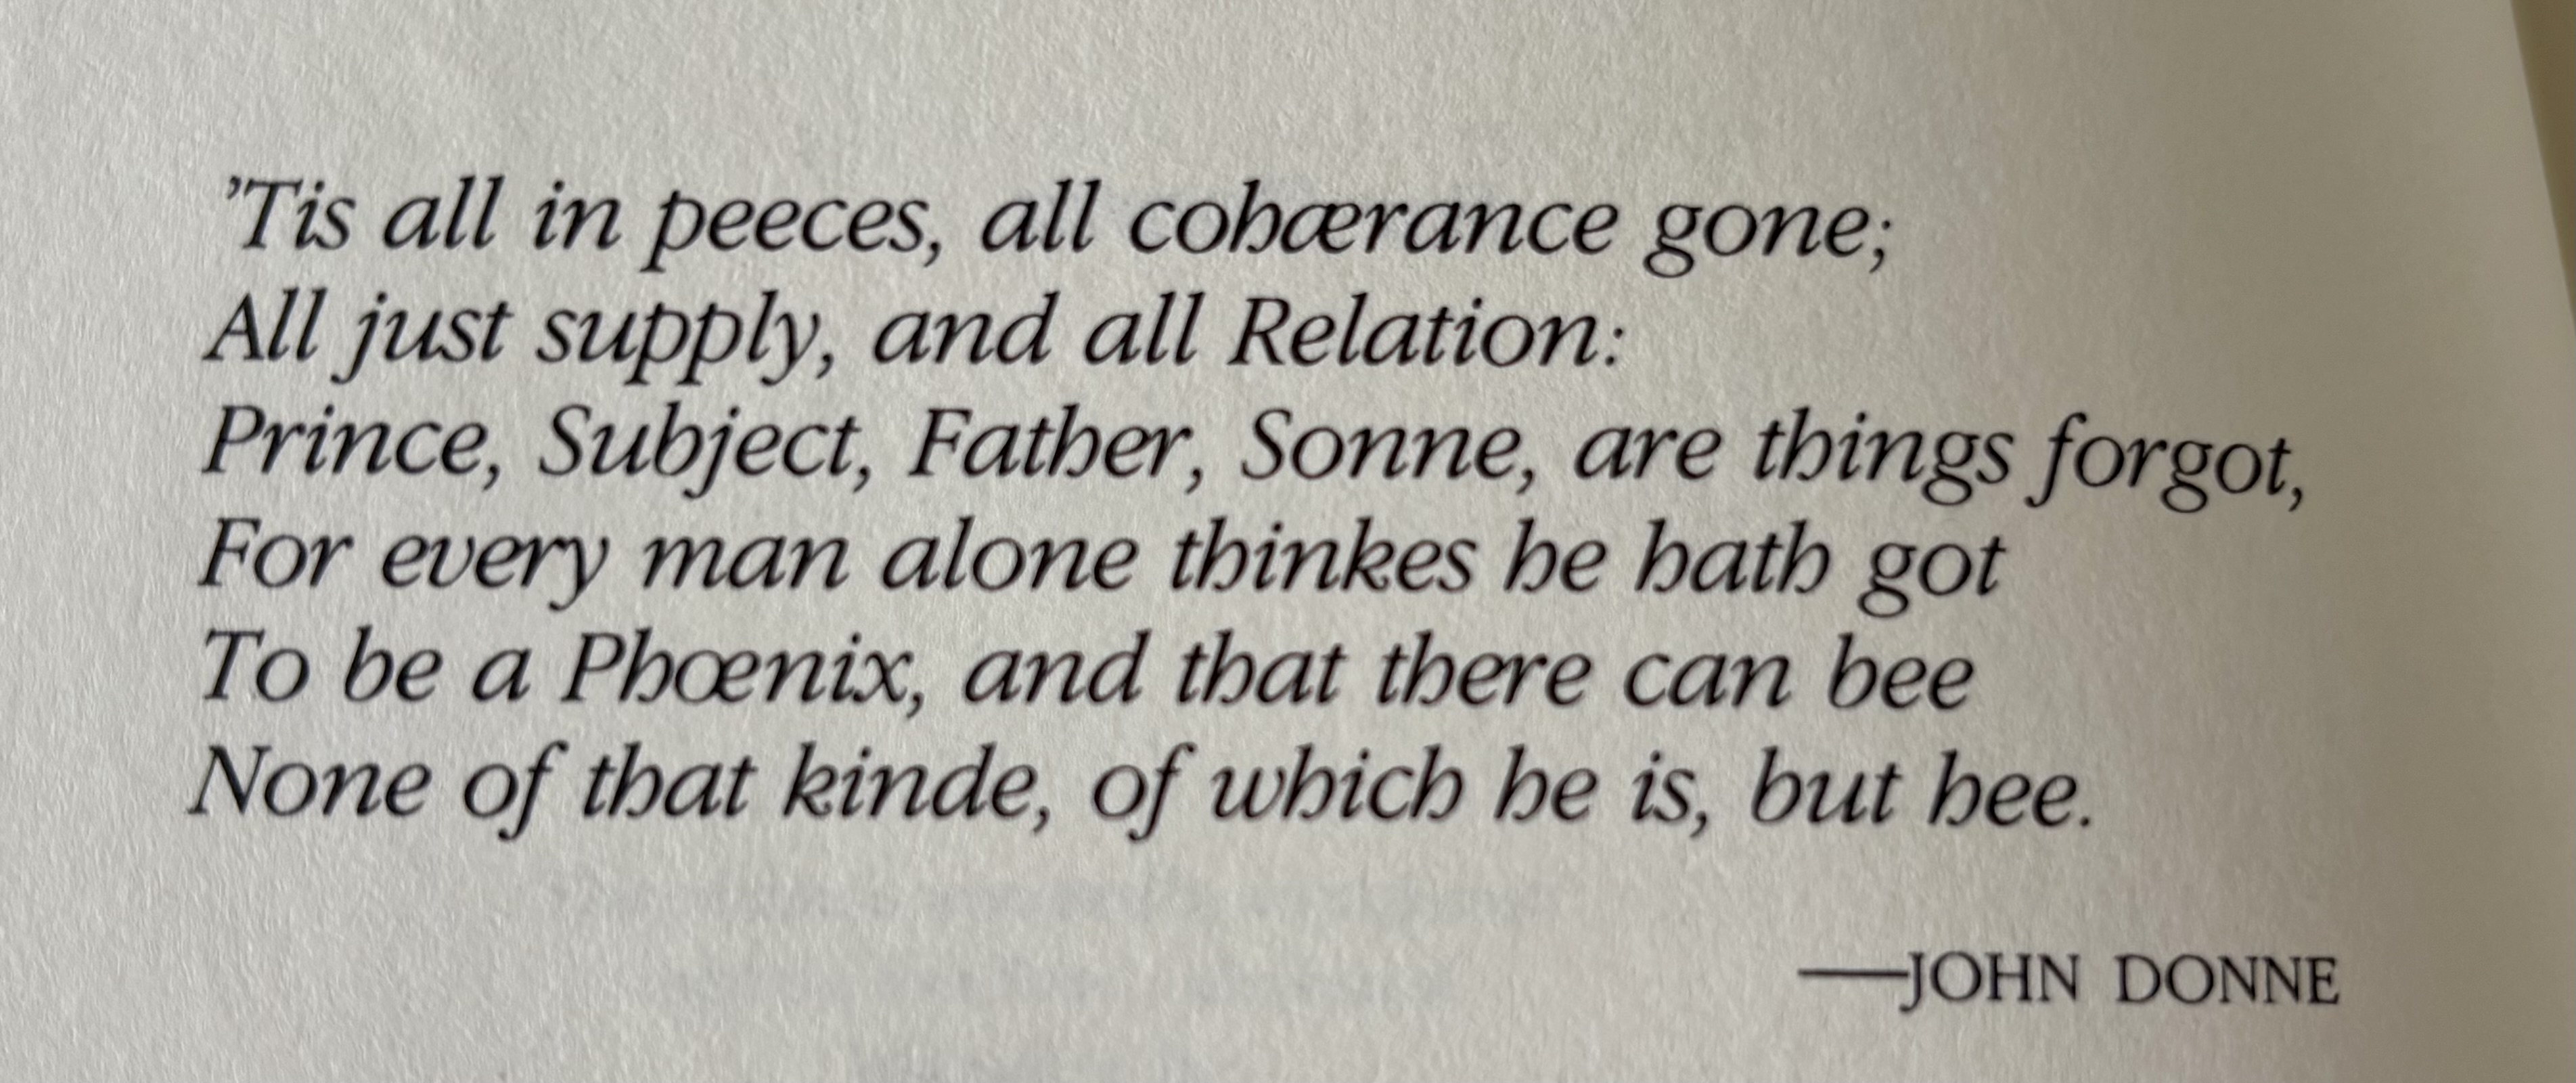 ’Tis all in peeces, all cohærance gone;
All just supply, and all Relation:
Prince, Subject, Father, Sonne, are things forgot,
For every man alone thinkes he hath got
To be a Phœnix, and that there can bee
None of that kinde, of which he is, but hee.
—JOHN DONNE